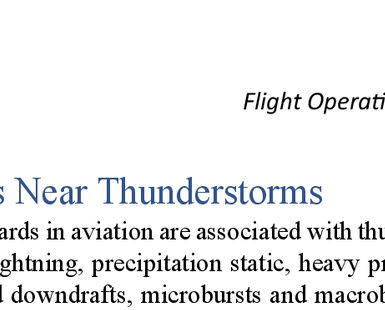 Flight Operati
s Near Thunderstorms
ards in aviation are associated with thu
ghtning, precipitation static, heavy pr
d downdrafts, microbursts and macrob